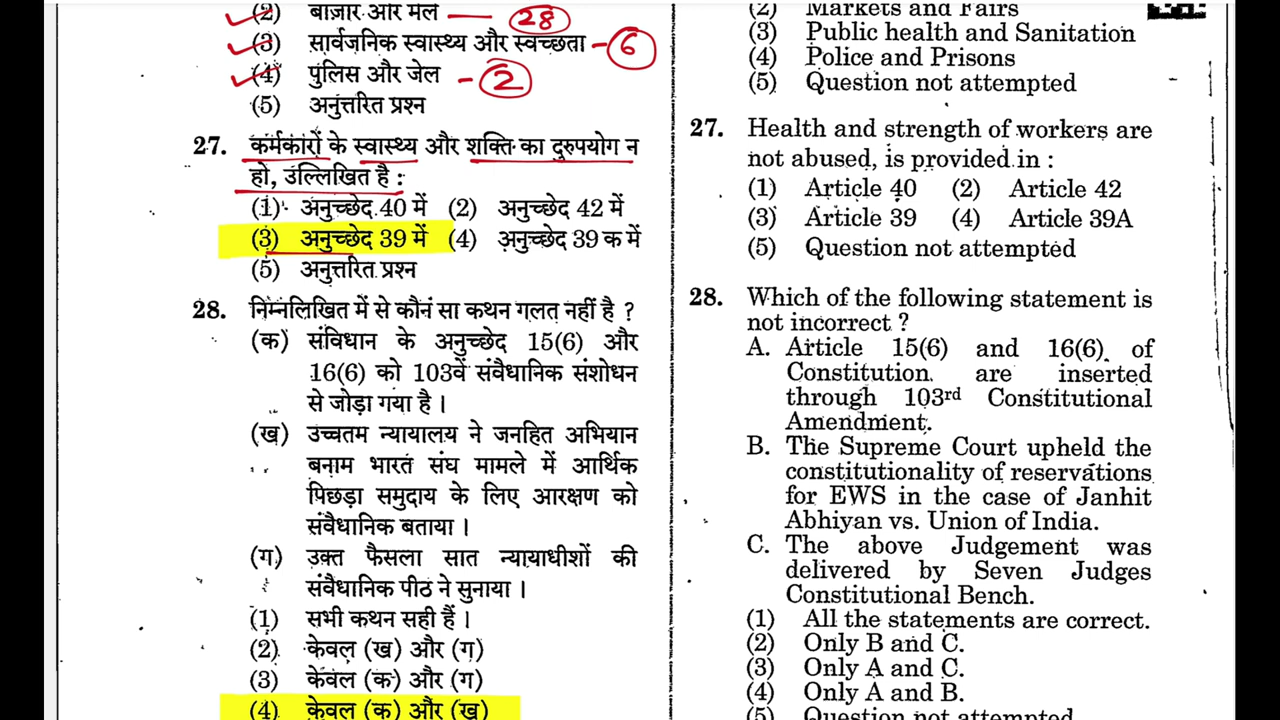 (2) बाज़ार और मेले — 28
(3) सार्वजनिक स्वास्थ्य और स्वच्छता – 6
(4) पुलिस और जेल – 2
(5) अनुत्तरित प्रश्न
27. कर्मकारों के स्वास्थ्य और शक्ति का दुरुपयोग न
हो, उल्लिखित है :
(1) अनुच्छेद 40 में (2) अनुच्छेद 42 में
(3) अनुच्छेद 39 में (4) अनुच्छेद 39 क में
(5) अनुत्तरित प्रश्न
28. निम्नलिखित में से कौन सा कथन गलत नहीं है ?
(क) संविधान के अनुच्छेद 15(6) और
16(6) को 103वें संवैधानिक संशोधन
से जोड़ा गया है ।
(ख) उच्चतम न्यायालय ने जनहित अभियान
बनाम भारत संघ मामले में आर्थिक
पिछड़ा समुदाय के लिए आरक्षण को
संवैधानिक बताया ।
(ग) उक्त फैसला सात न्यायाधीशों की
संवैधानिक पीठ ने सुनाया ।
(1) सभी कथन सही हैं ।
(2) केवल (ख) और (ग)
(3) केवल (क) और (ग)
(4) केवल (क) और (ख)
(2) Markets and Fairs
(3) Public health and Sanitation
(4) Police and Prisons
(5) Question not attempted
27. Health and strength of workers are
not abused, is provided in :
(1) Article 40 (2) Article 42
(3) Article 39 (4) Article 39A
(5) Question not attempted
28. Which of the following statement is
not incorrect ?
A. Article 15(6) and 16(6) of
Constitution are inserted
through 103rd Constitutional
Amendment.
B. The Supreme Court upheld the
constitutionality of reservations
for EWS in the case of Janhit
Abhiyan vs. Union of India.
C. The above Judgement was
delivered by Seven Judges
Constitutional Bench.
(1) All the statements are correct.
(2) Only B and C.
(3) Only A and C.
(4) Only A and B.
(5) Question not attempted